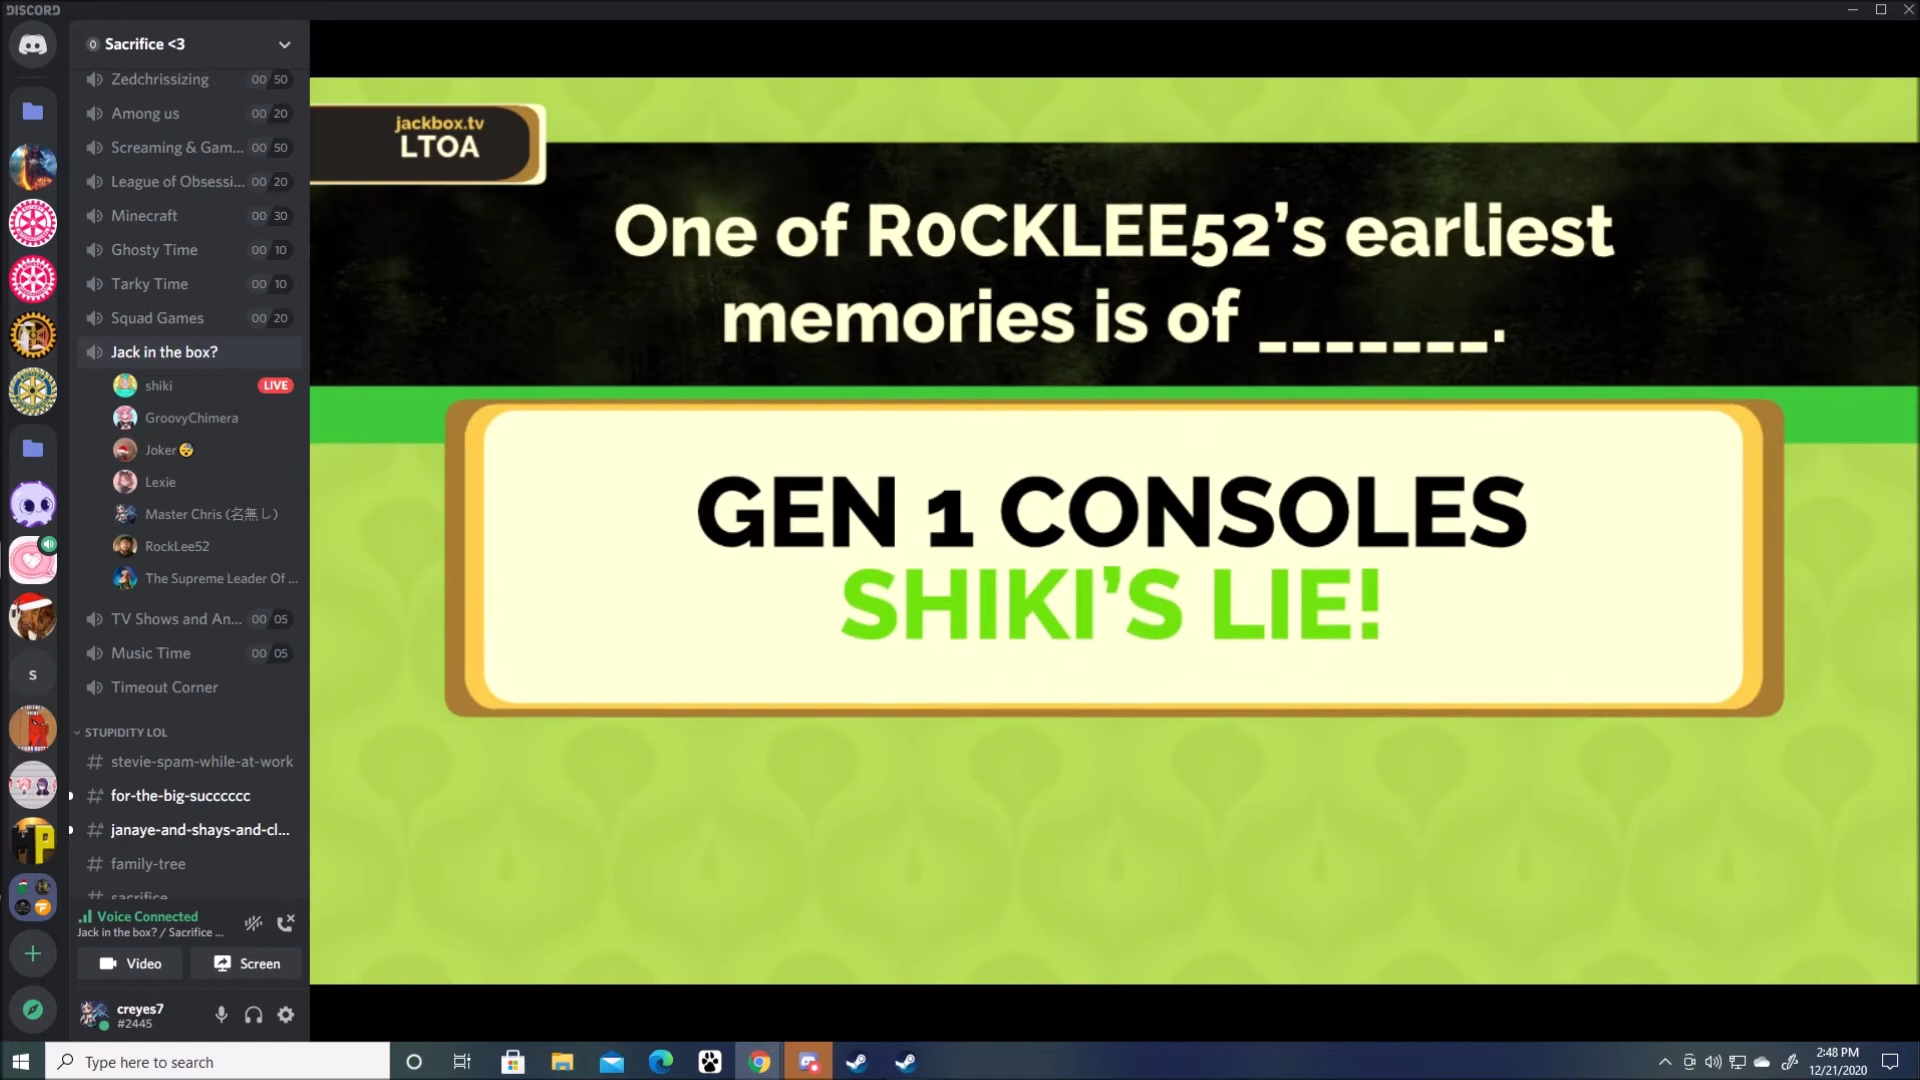 DISCORD
Sacrifice <3
Zedchrissizing 00 50
Among us 00 20
Screaming & Gam... 00 50
League of Obsessi... 00 20
Minecraft 00 30
Ghosty Time 00 10
Tarky Time 00 10
Squad Games 00 20
Jack in the box?
shiki LIVE
GroovyChimera
Joker😴
Lexie
Master Chris (名無し)
RockLee52
The Supreme Leader Of ...
TV Shows and An... 00 05
Music Time 00 05
Timeout Corner
S
STUPIDITY LOL
stevie-spam-while-at-work
for-the-big-succcccc
janaye-and-shays-and-cl...
family-tree
sacrifice
Voice Connected
Jack in the box? / Sacrifice ...
Video Screen
creyes7
#2445
jackbox.tv
LTOA
One of R0CKLEE52’s earliest
memories is of _______.
GEN 1 CONSOLES
SHIKI’S LIE!
Type here to search
2:48 PM
12/21/2020